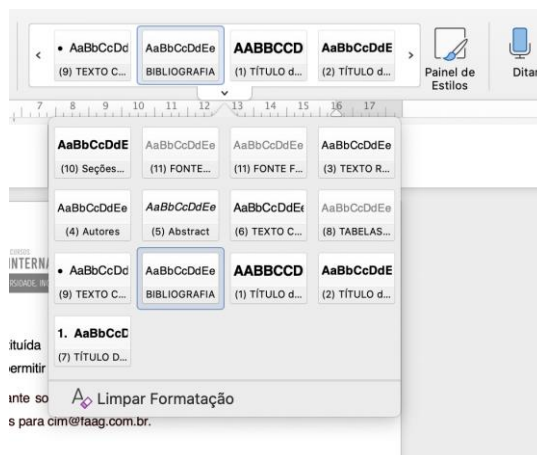 • AaBbCcDd AaBbCcDdEe AABBCCD AaBbCcDdE
(9) TEXTO C... BIBLIOGRAFIA (1) TÍTULO d... (2) TÍTULO d...
Painel de
Estilos
Ditar
7 8 9 10 11 12 13 14 15 16 17
AaBbCcDdE AaBbCcDdEe AaBbCcDdEe AaBbCcDdEe
(10) Seções... (11) FONTE... (11) FONTE F... (3) TEXTO R...
AaBbCcDdEe AaBbCcDdEe AaBbCcDdEe AaBbCcDdEe
(4) Autores (5) Abstract (6) TEXTO C... (8) TABELAS...
• AaBbCcDd AaBbCcDdEe AABBCCD AaBbCcDdE
(9) TEXTO C... BIBLIOGRAFIA (1) TÍTULO d... (2) TÍTULO d...
1. AaBbCcD
(7) TÍTULO D...
Limpar Formatação
CURSOS
INTERNA
RSIDADE, IN
ituída
ermitir
ante so
s para cim@faag.com.br.